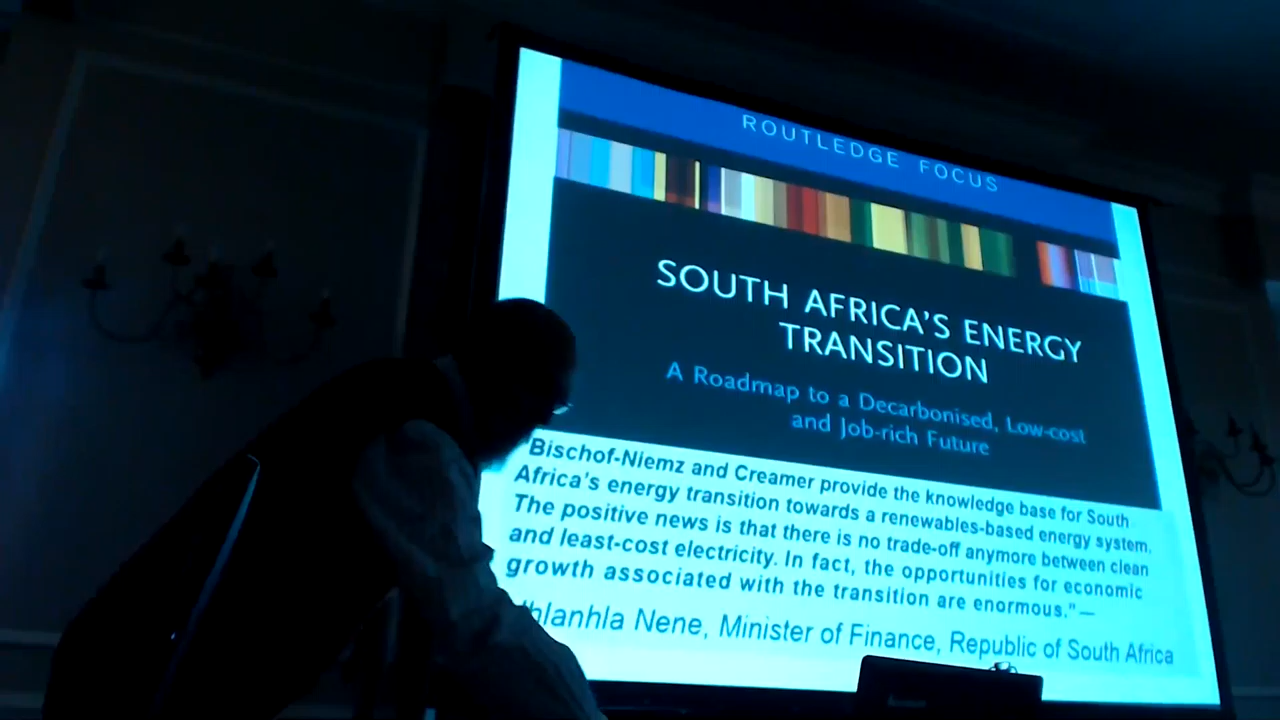 ROUTLEDGE FOCUS
SOUTH AFRICA'S ENERGY
TRANSITION
A Roadmap to a Decarbonised, Low-cost
and Job-rich Future
"Bischof-Niemz and Creamer provide the knowledge base for South
Africa's energy transition towards a renewables-based energy system.
The positive news is that there is no trade-off anymore between clean
and least-cost electricity. In fact, the opportunities for economic
growth associated with the transition are enormous."—
hlanhla Nene, Minister of Finance, Republic of South Africa